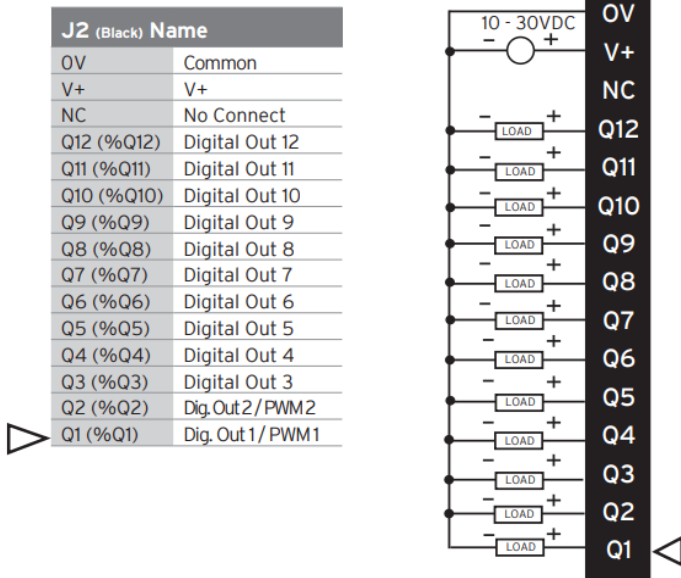 J2 (Black) Name
0V Common
V+ V+
NC No Connect
Q12 (%Q12) Digital Out 12
Q11 (%Q11) Digital Out 11
Q10 (%Q10) Digital Out 10
Q9 (%Q9) Digital Out 9
Q8 (%Q8) Digital Out 8
Q7 (%Q7) Digital Out 7
Q6 (%Q6) Digital Out 6
Q5 (%Q5) Digital Out 5
Q4 (%Q4) Digital Out 4
Q3 (%Q3) Digital Out 3
Q2 (%Q2) Dig. Out 2 / PWM 2
Q1 (%Q1) Dig. Out 1 / PWM 1
0V
10 - 30VDC
- + V+
NC
- LOAD + Q12
- LOAD + Q11
- LOAD + Q10
- LOAD + Q9
- LOAD + Q8
- LOAD + Q7
- LOAD + Q6
- LOAD + Q5
- LOAD + Q4
- LOAD + Q3
- LOAD + Q2
- LOAD + Q1